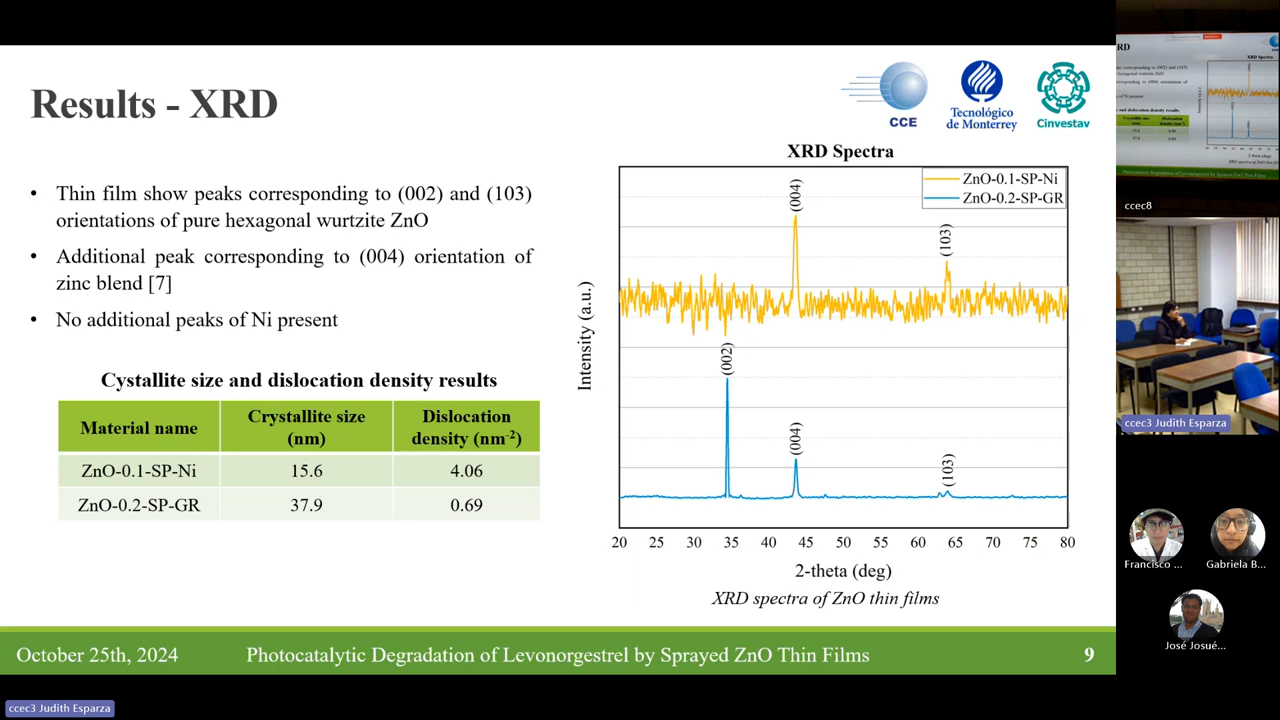 Results - XRD
CCE
Tecnológico
de Monterrey
Cinvestav
• Thin film show peaks corresponding to (002) and (103)
orientations of pure hexagonal wurtzite ZnO
• Additional peak corresponding to (004) orientation of
zinc blend [7]
• No additional peaks of Ni present
Cystallite size and dislocation density results
Material name
Crystallite size
(nm)
Dislocation
density (nm-2)
ZnO-0.1-SP-Ni 15.6 4.06
ZnO-0.2-SP-GR 37.9 0.69
XRD Spectra
ZnO-0.1-SP-Ni
ZnO-0.2-SP-GR
(004)
(103)
(002)
(004)
(103)
Intensity (a.u.)
20 25 30 35 40 45 50 55 60 65 70 75 80
2-theta (deg)
XRD spectra of ZnO thin films
October 25th, 2024 Photocatalytic Degradation of Levonorgestrel by Sprayed ZnO Thin Films 9
ccec3 Judith Esparza
ccec8
ccec3 Judith Esparza
Francisco ...
Gabriela B...
José Josué...